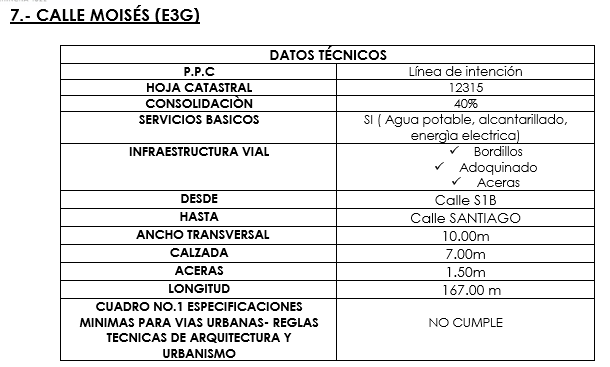 7.- CALLE MOISÉS (E3G)
DATOS TÉCNICOS
P.P.C Línea de intención
HOJA CATASTRAL 12315
CONSOLIDACIÒN 40%
SERVICIOS BASICOS SI ( Agua potable, alcantarillado,
energìa electrica)
INFRAESTRUCTURA VIAL ✓ Bordillos
✓ Adoquinado
✓ Aceras
DESDE Calle S1B
HASTA Calle SANTIAGO
ANCHO TRANSVERSAL 10.00m
CALZADA 7.00m
ACERAS 1.50m
LONGITUD 167.00 m
CUADRO NO.1 ESPECIFICACIONES
MINIMAS PARA VIAS URBANAS- REGLAS
TECNICAS DE ARQUITECTURA Y
URBANISMO
NO CUMPLE